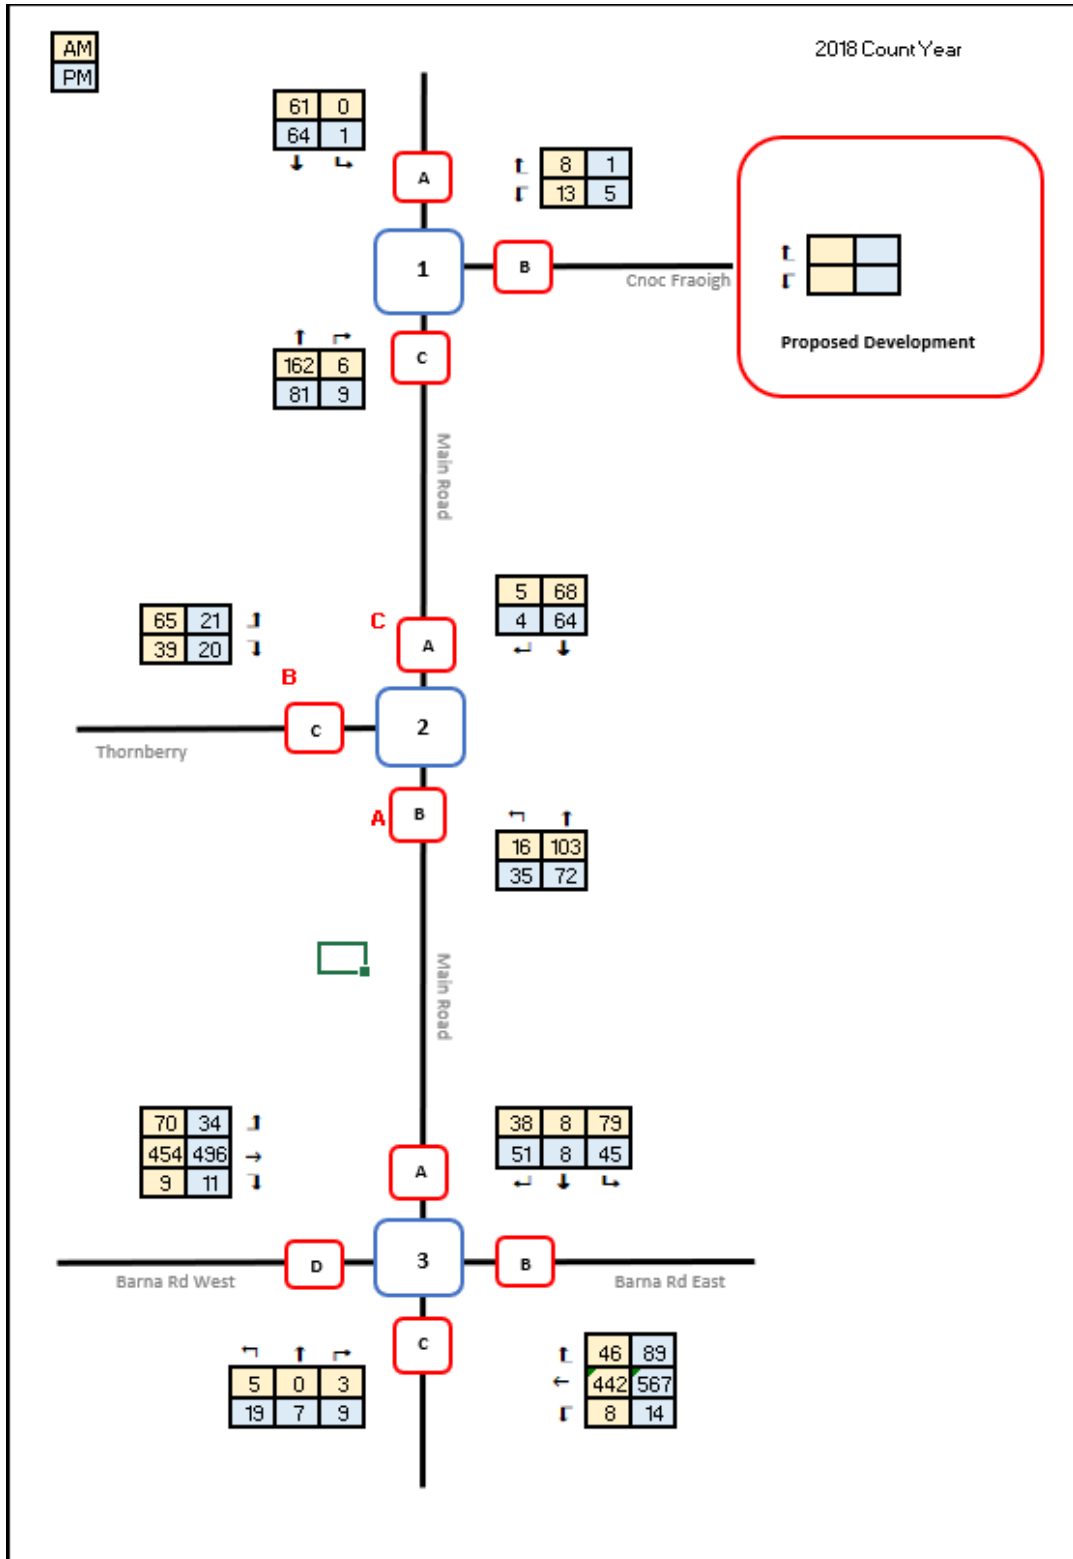 AM
PM
2018 Count Year
61 0
64 1
A
8 1
13 5
1
B
Cnoc Fraoigh
Proposed Development
162 6
81 9
C
Main Road
5 68
4 64
65 21
39 20
C
A
B
C
2
Thornberry
A
B
16 103
35 72
Main Road
70 34
454 496
9 11
38 8 79
51 8 45
A
D
3
B
Barna Rd West
Barna Rd East
C
5 0 3
19 7 9
46 89
442 567
8 14